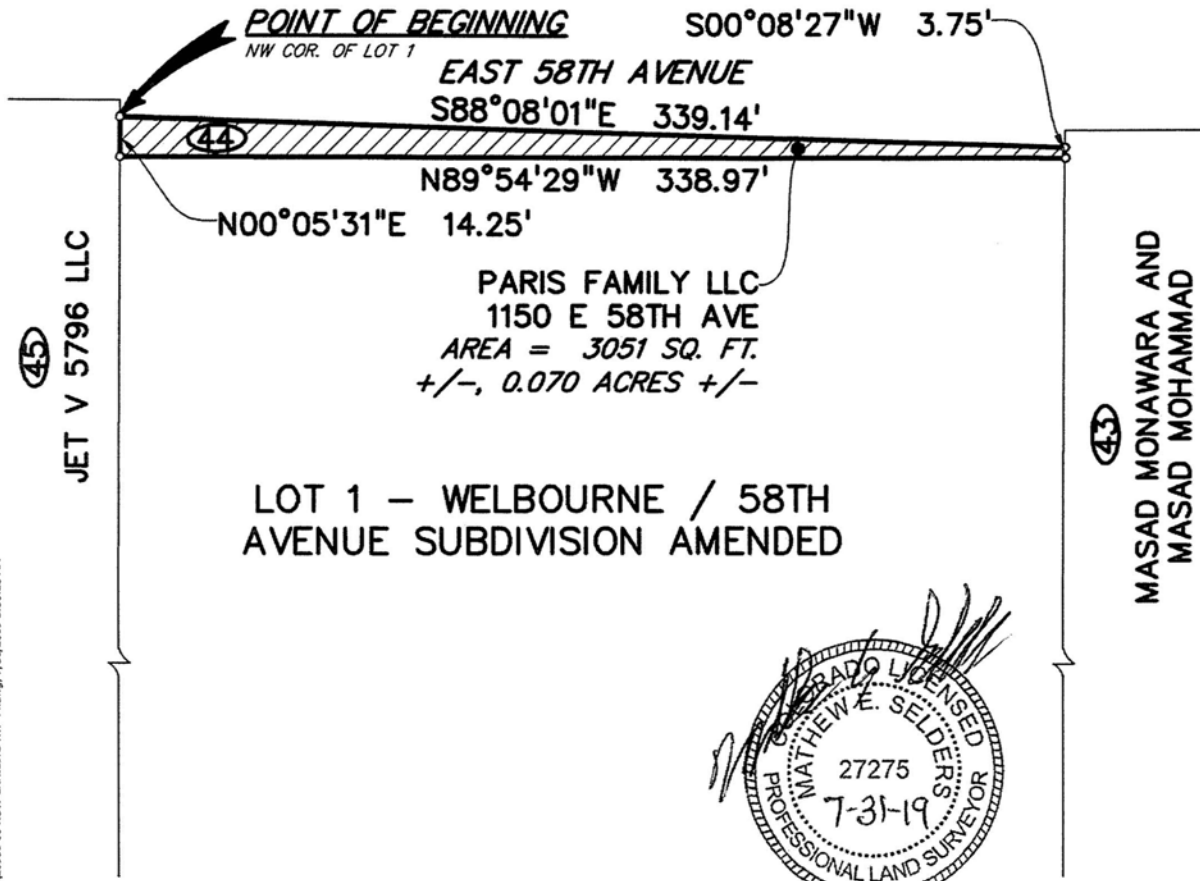 POINT OF BEGINNING
NW COR. OF LOT 1
S00°08'27"W 3.75'
EAST 58TH AVENUE
S88°08'01"E 339.14'
44
N89°54'29"W 338.97'
N00°05'31"E 14.25'
PARIS FAMILY LLC
1150 E 58TH AVE
AREA = 3051 SQ. FT.
+/-, 0.070 ACRES +/-
45
JET V 5796 LLC
43
MASAD MONAWARA AND
MASAD MOHAMMAD
LOT 1 – WELBOURNE / 58TH
AVENUE SUBDIVISION AMENDED
COLORADO LICENSED
MATHEW E. SELDERS
27275
7-31-19
PROFESSIONAL LAND SURVEYOR